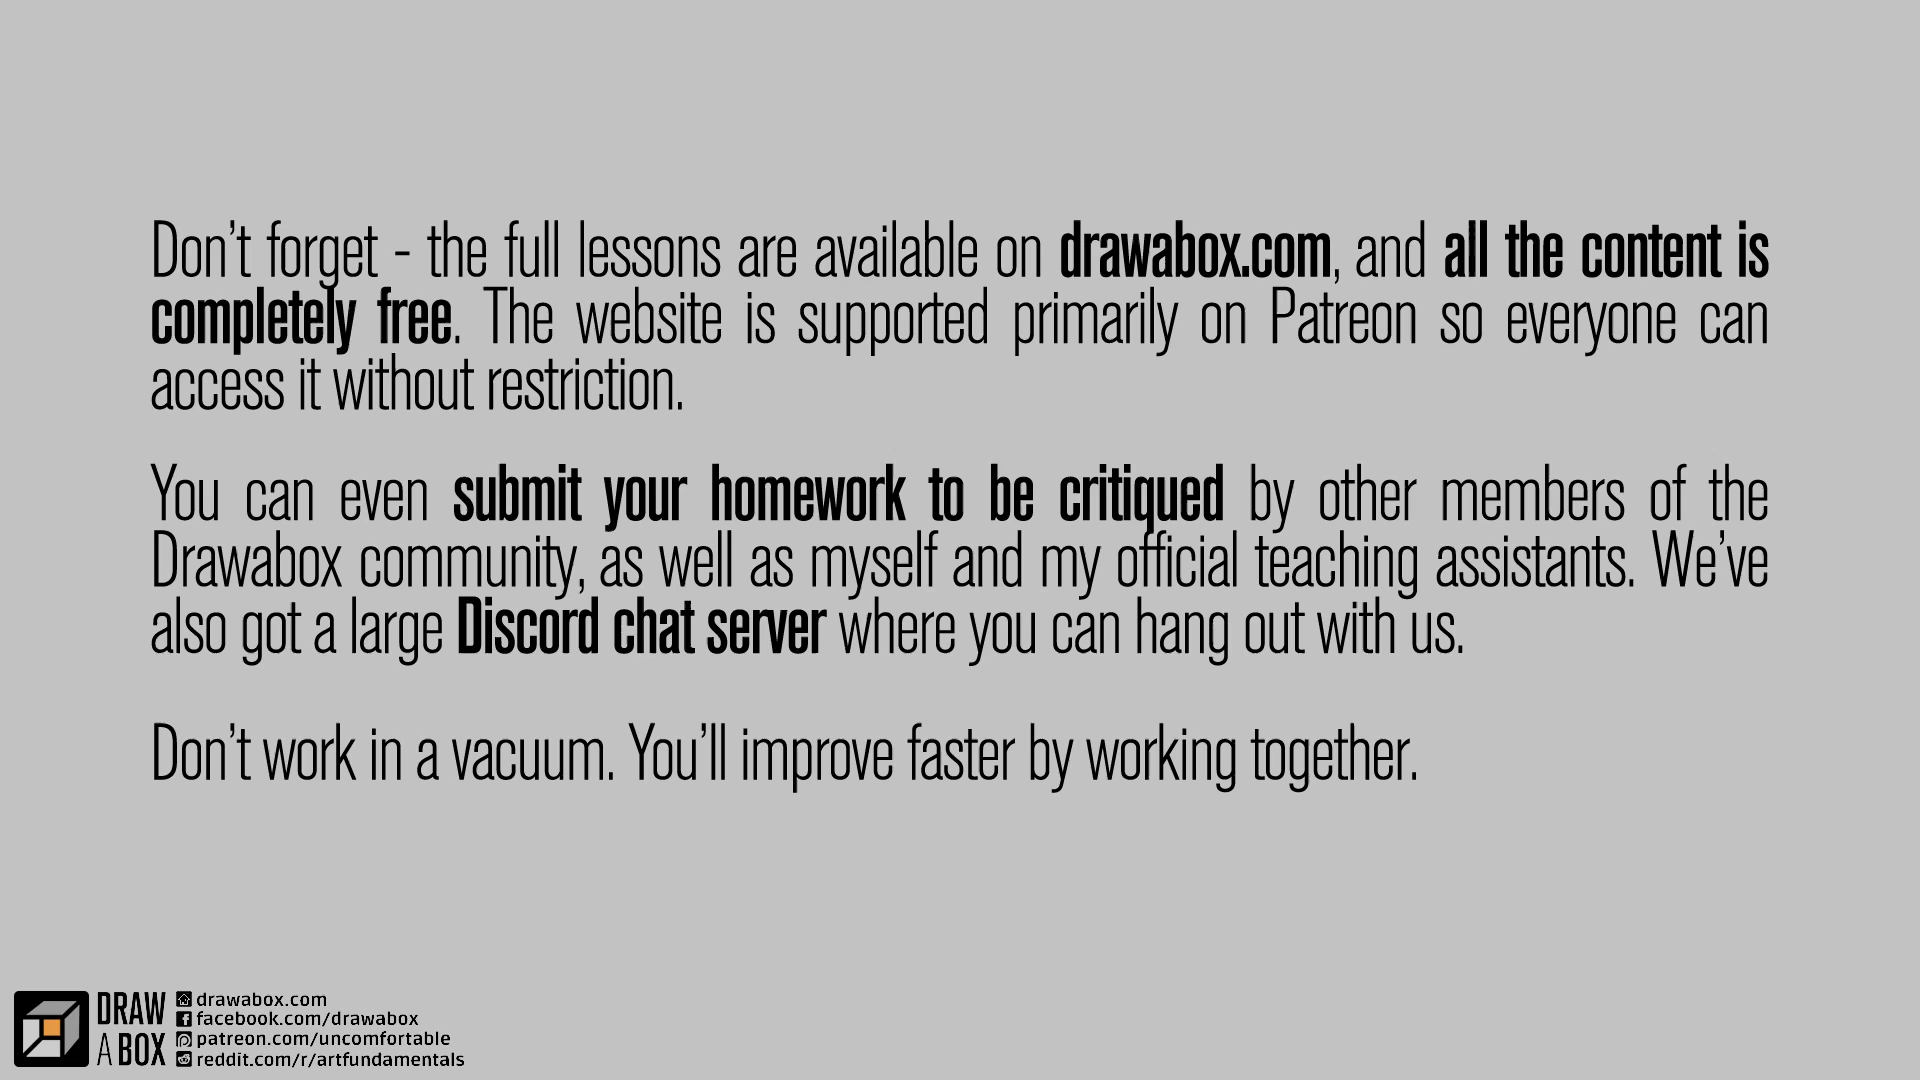 Don't forget - the full lessons are available on drawabox.com, and all the content is
completely free. The website is supported primarily on Patreon so everyone can
access it without restriction.
You can even submit your homework to be critiqued by other members of the
Drawabox community, as well as myself and my official teaching assistants. We've
also got a large Discord chat server where you can hang out with us.
Don't work in a vacuum. You'll improve faster by working together.
DRAW
A BOX
drawabox.com
facebook.com/drawabox
patreon.com/uncomfortable
reddit.com/r/artfundamentals